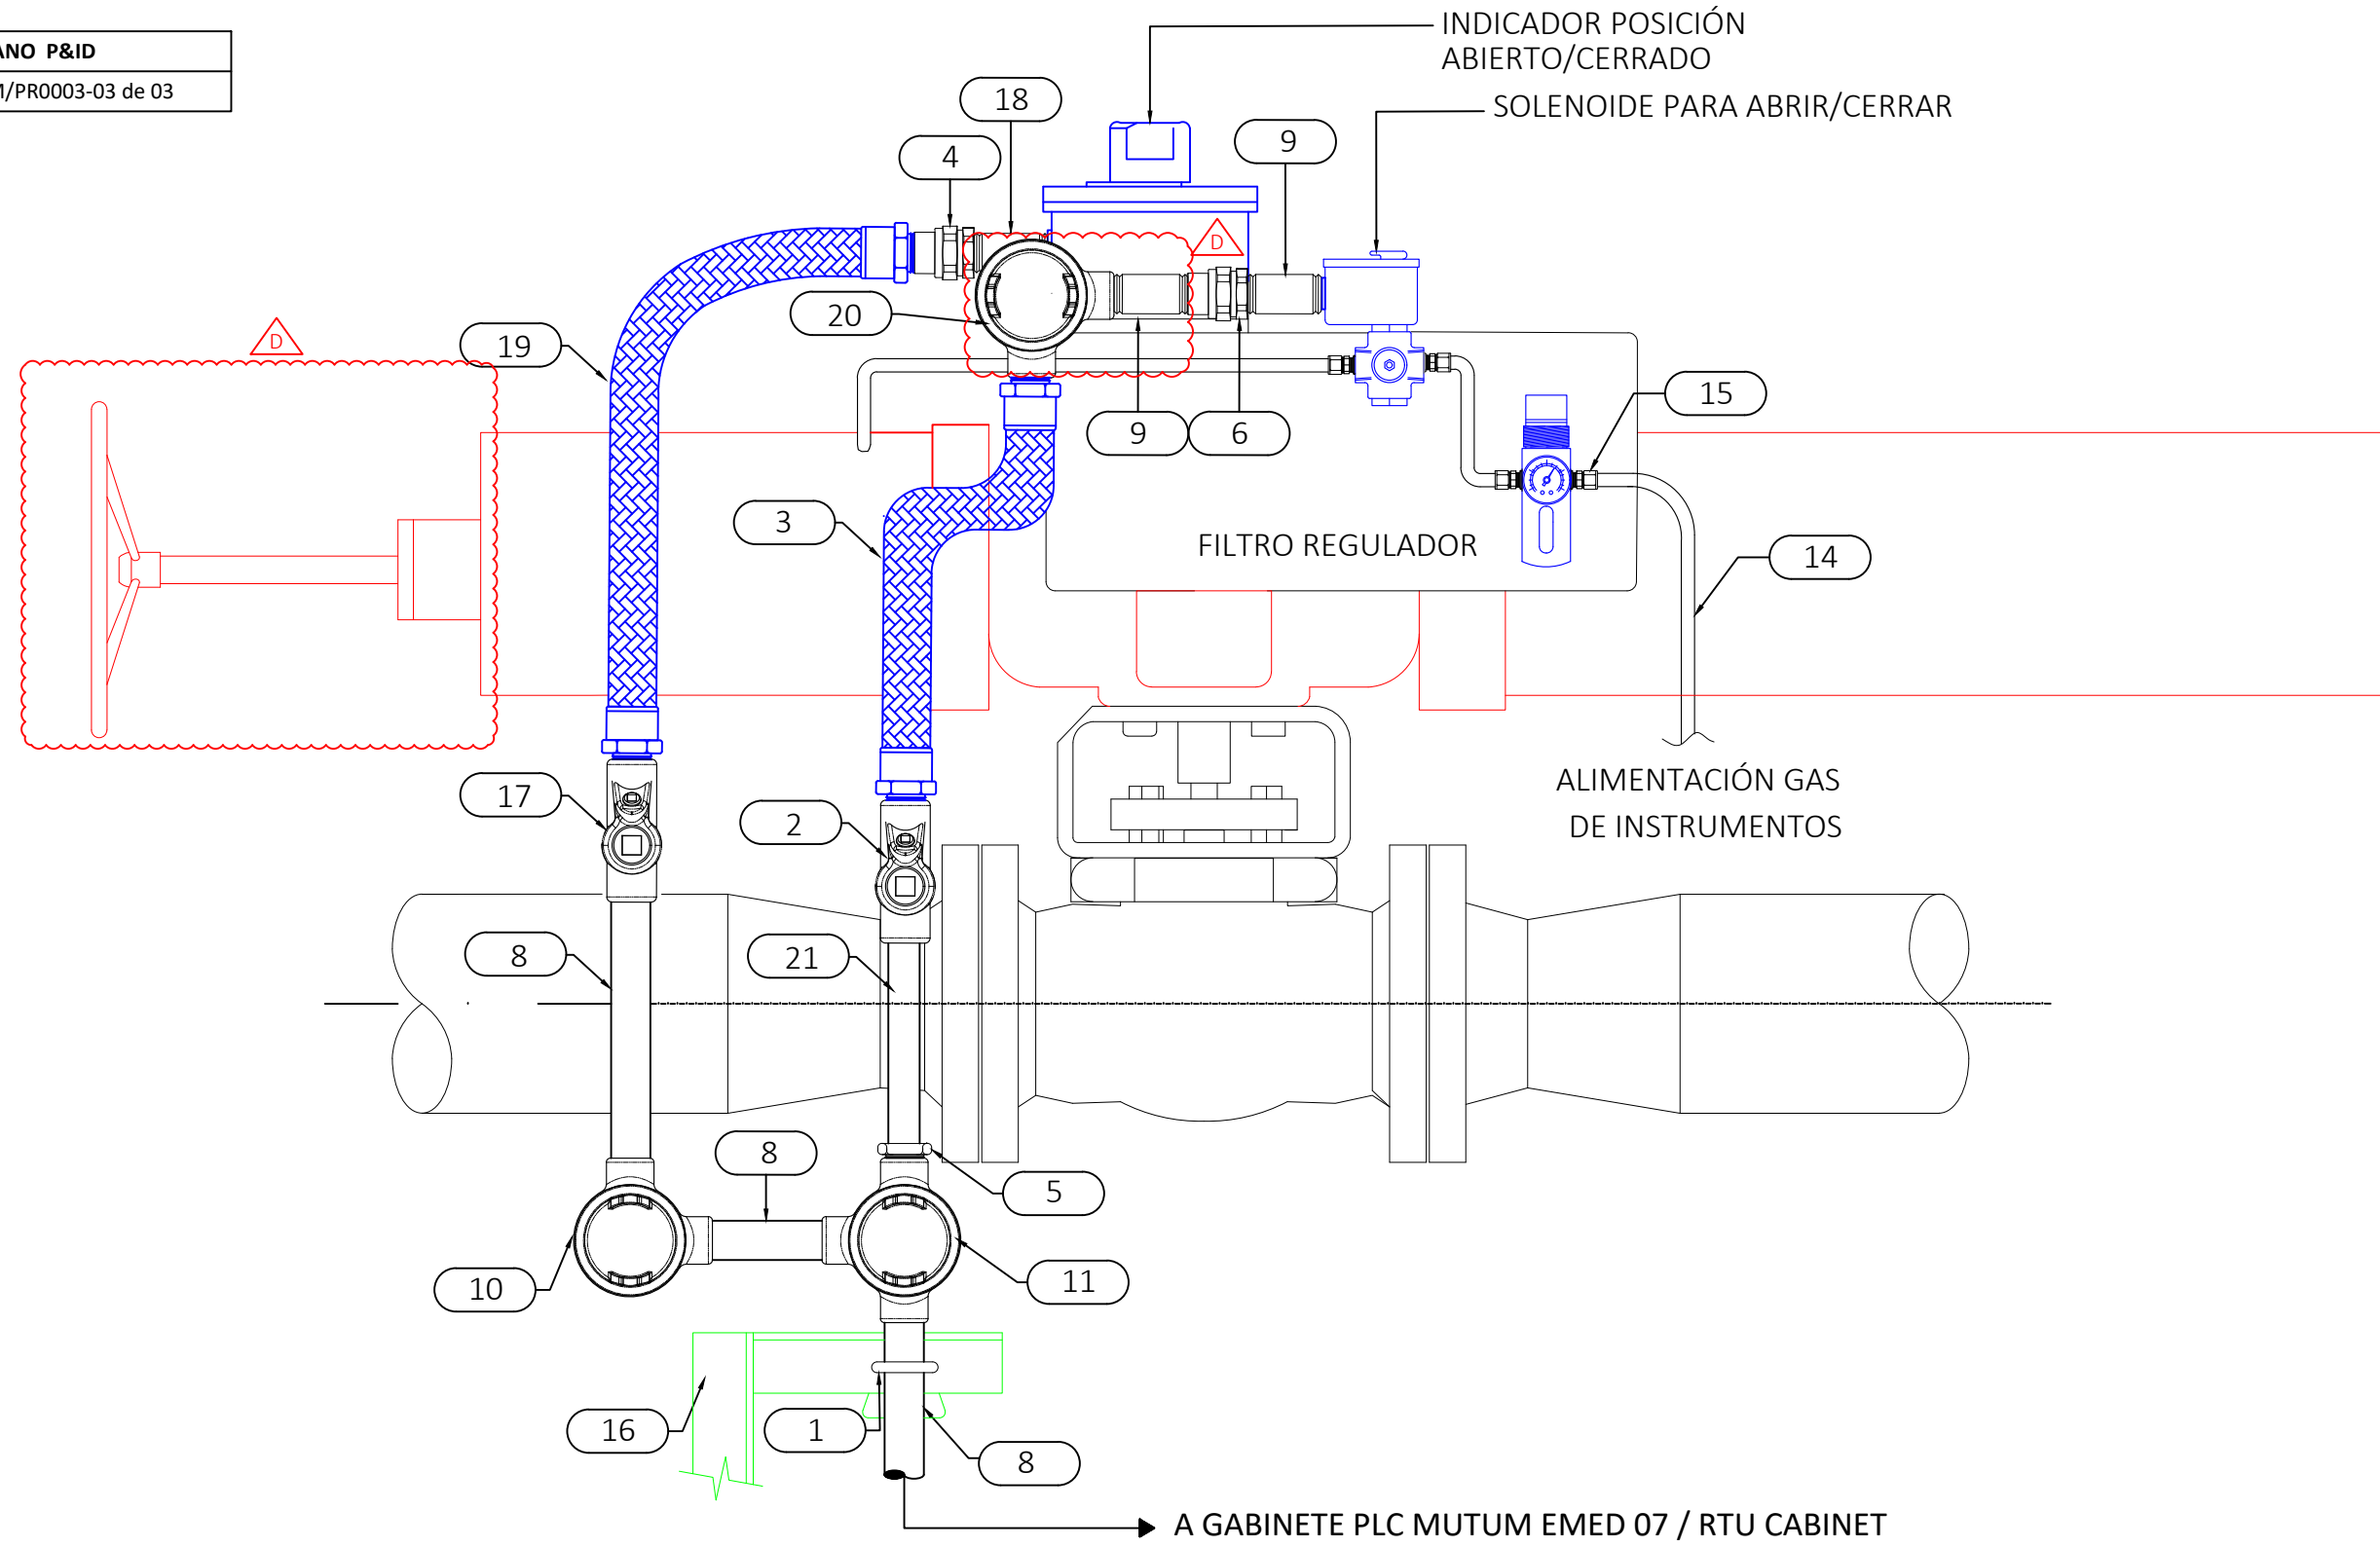 P&ID
/PR0003-03 de 03
INDICADOR POSICIÓN
ABIERTO/CERRADO
SOLENOIDE PARA ABRIR/CERRAR
18
4
9
D
20
19
D
9
6
15
3
FILTRO REGULADOR
14
17
2
ALIMENTACIÓN GAS
DE INSTRUMENTOS
8
21
8
5
10
11
16
1
8
A GABINETE PLC MUTUM EMED 07 / RTU CABINET